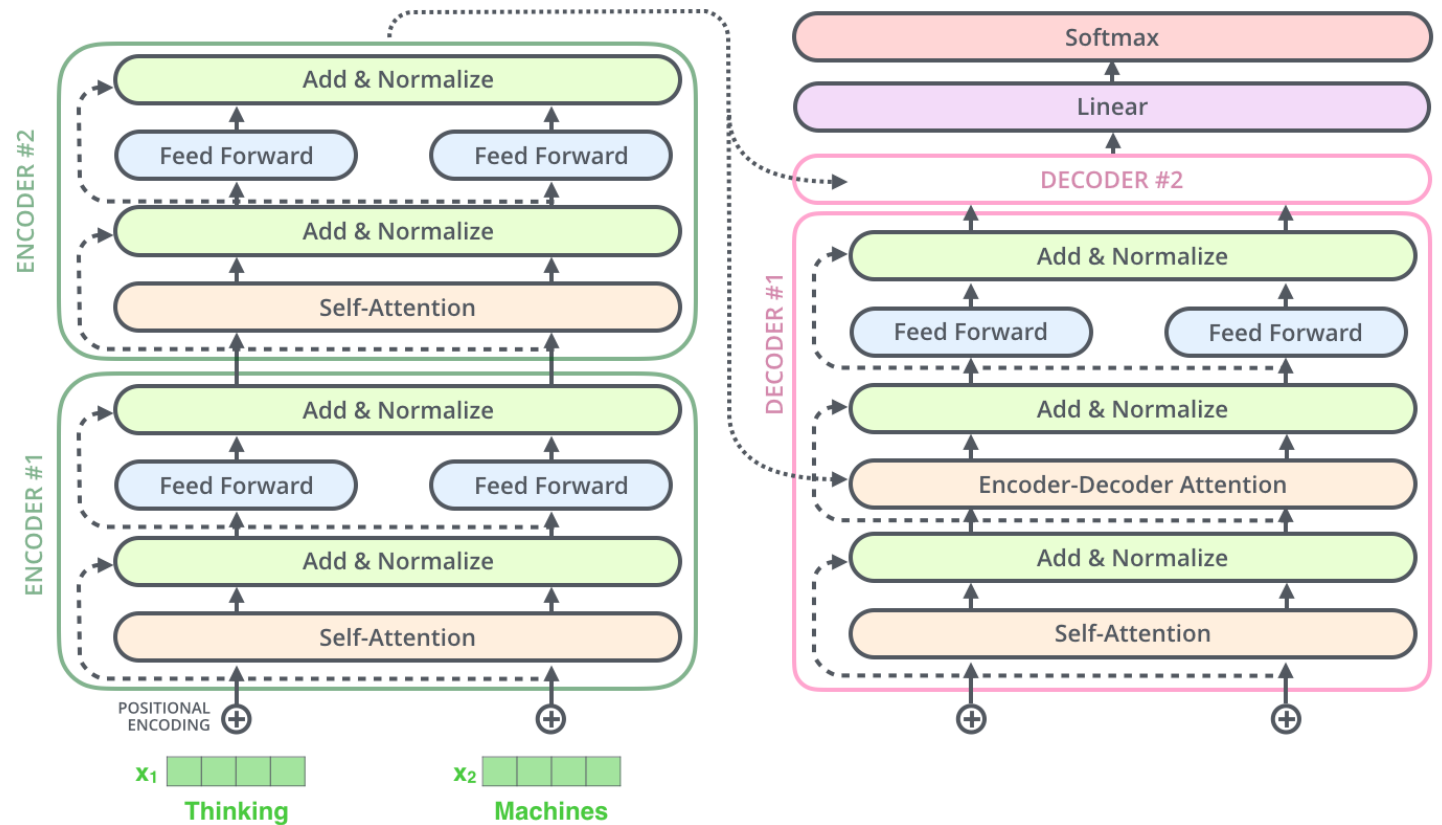 ENCODER #2
Add & Normalize
Feed Forward
Feed Forward
Add & Normalize
Self-Attention
ENCODER #1
Add & Normalize
Feed Forward
Feed Forward
Add & Normalize
Self-Attention
POSITIONAL
ENCODING
x₁
x₂
Thinking
Machines
Softmax
Linear
DECODER #2
DECODER #1
Add & Normalize
Feed Forward
Feed Forward
Add & Normalize
Encoder-Decoder Attention
Add & Normalize
Self-Attention